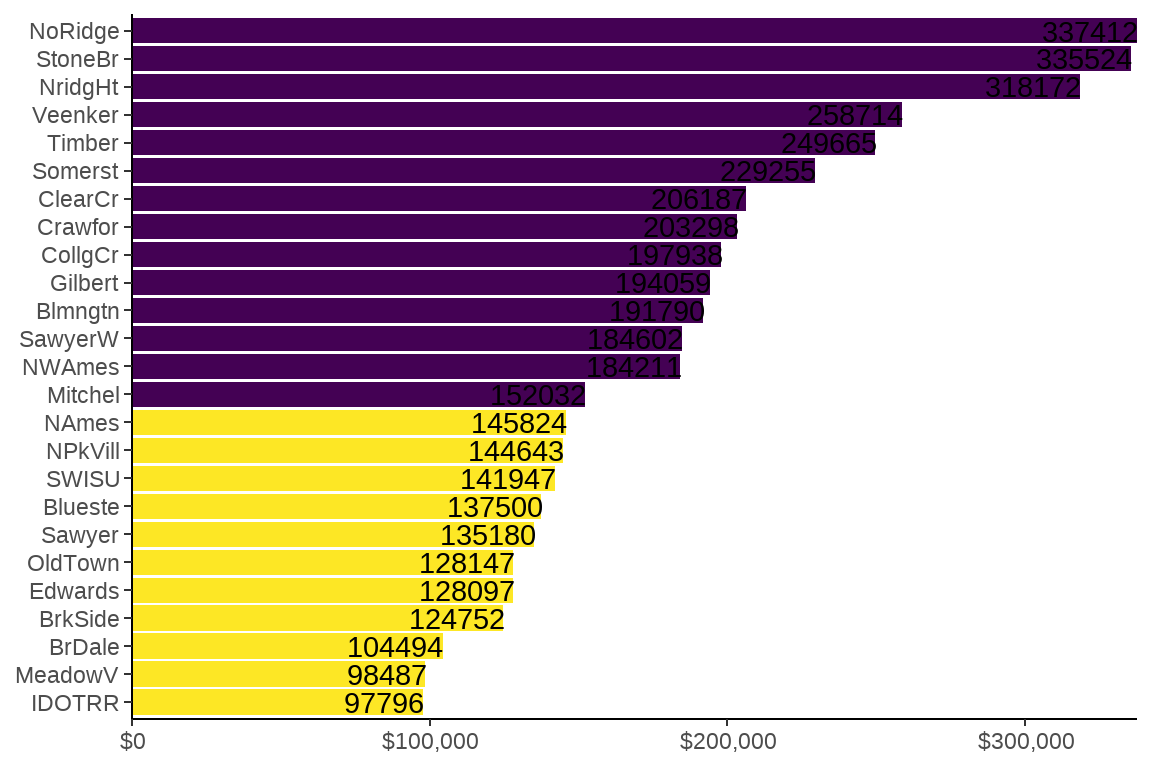 NoRidge 337412
StoneBr 335524
NridgHt 318172
Veenker 258714
Timber 249665
Somerst 229255
ClearCr 206187
Crawfor 203298
CollgCr 197938
Gilbert 194059
Blmngtn 191790
SawyerW 184602
NWAmes 184211
Mitchel 152032
NAmes 145824
NPkVill 144643
SWISU 141947
Blueste 137500
Sawyer 135180
OldTown 128147
Edwards 128097
BrkSide 124752
BrDale 104494
MeadowV 98487
IDOTRR 97796
$0 $100,000 $200,000 $300,000